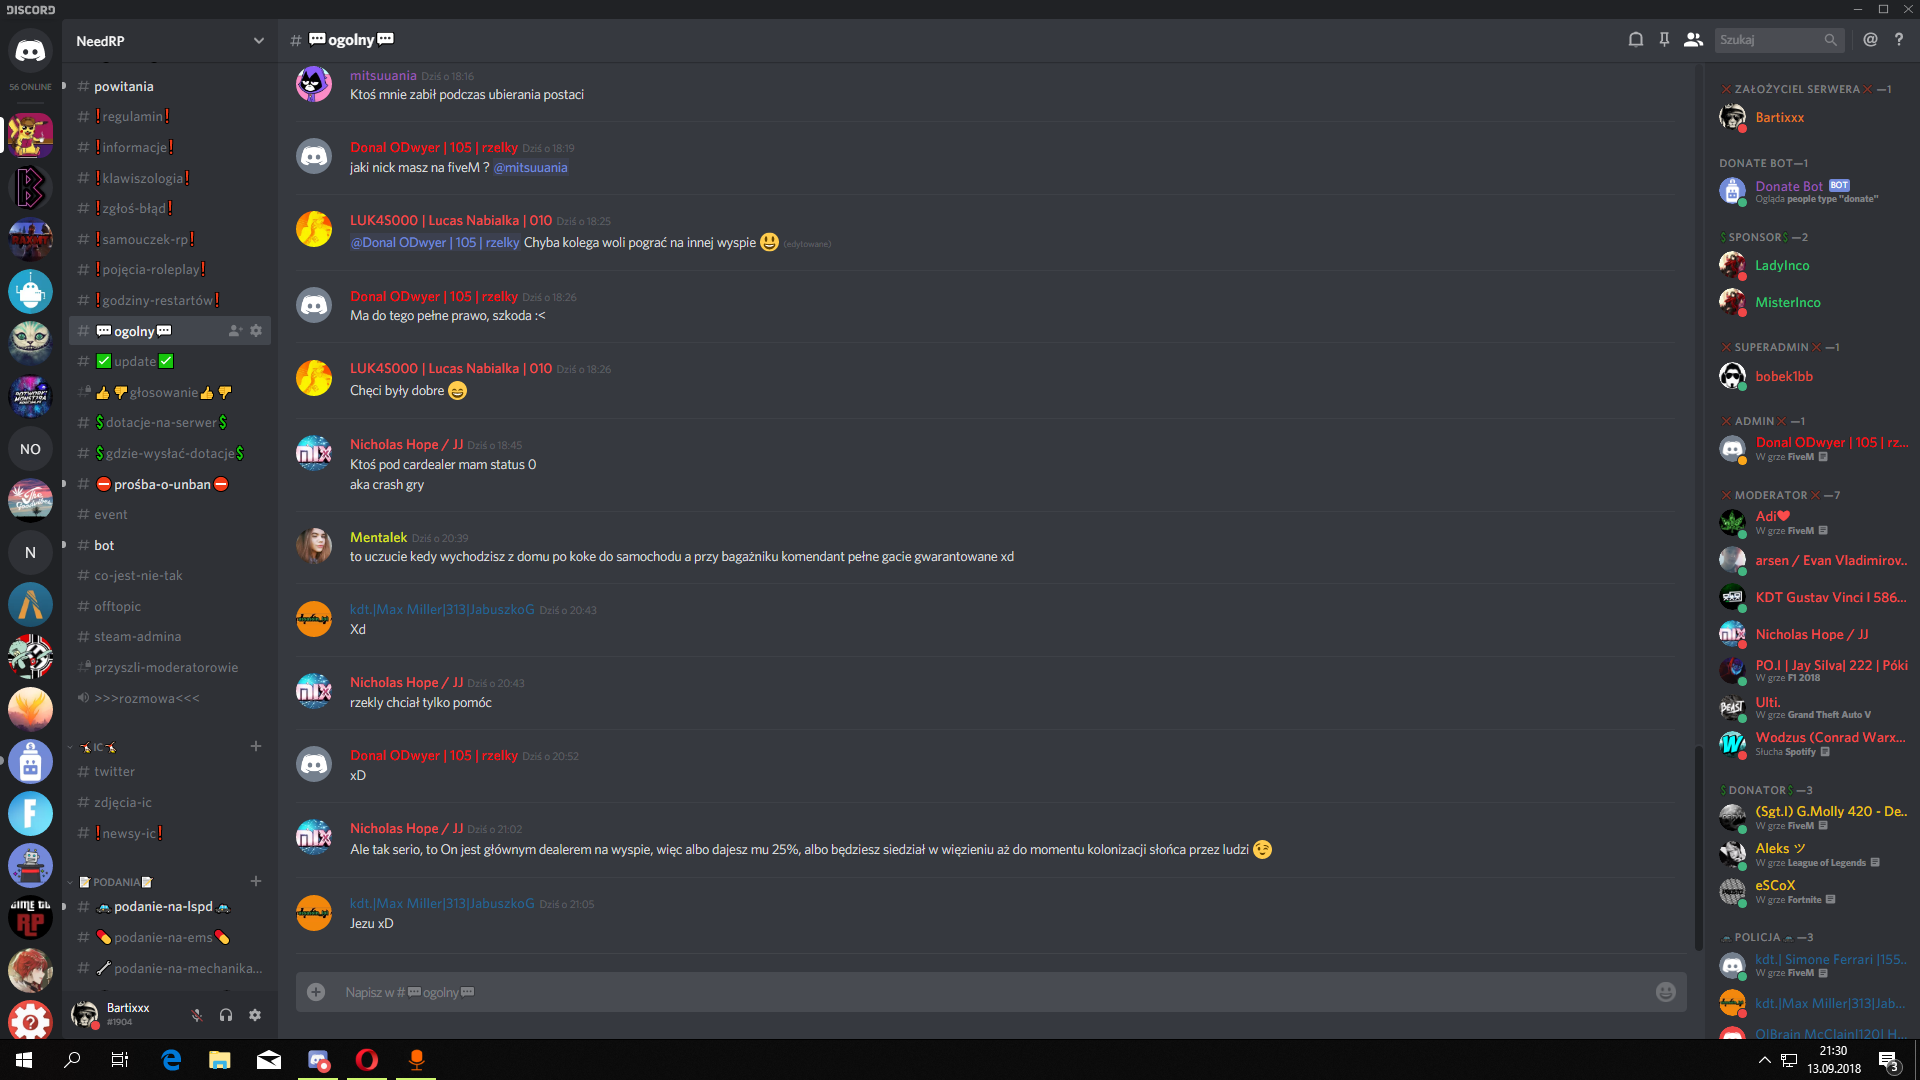 DISCORD
56 ONLINE
NO
N
NeedRP
# powitania
# ❗regulamin❗
# ❗informacje❗
# ❗klawiszologia❗
# ❗zgłoś-błąd❗
# ❗samouczek-rp❗
# ❗pojęcia-roleplay❗
# ❗godziny-restartów❗
# 💬ogolny💬
# ✅update✅
👍👎głosowanie👍👎
# 💲dotacje-na-serwer💲
# 💲gdzie-wysłać-dotacje💲
# ⛔prośba-o-unban⛔
# event
# bot
# co-jest-nie-tak
# offtopic
# steam-admina
przyszli-moderatorowie
>>>rozmowa<<<
IC
# twitter
# zdjęcia-ic
# ❗newsy-ic❗
📝PODANIA📝
# 🚓podanie-na-lspd🚓
# 💊podanie-na-ems💊
# 🔧podanie-na-mechanika...
Bartixxx
#1904
# 💬ogolny💬
Szukaj
@ ?
mitsuuania Dziś o 18:16
Ktoś mnie zabił podczas ubierania postaci
Donal ODwyer | 105 | rzelky Dziś o 18:19
jaki nick masz na fiveM ? @mitsuuania
LUK4S000 | Lucas Nabialka | 010 Dziś o 18:25
@Donal ODwyer | 105 | rzelky Chyba kolega woli pograć na innej wyspie 😃 (edytowane)
Donal ODwyer | 105 | rzelky Dziś o 18:26
Ma do tego pełne prawo, szkoda :<
LUK4S000 | Lucas Nabialka | 010 Dziś o 18:26
Chęci były dobre 😄
Nicholas Hope / JJ Dziś o 18:45
Ktoś pod cardealer mam status 0
aka crash gry
Mentalek Dziś o 20:39
to uczucie kedy wychodzisz z domu po koke do samochodu a przy bagażniku komendant pełne gacie gwarantowane xd
kdt.|Max Miller|313|JabuszkoG Dziś o 20:43
Xd
Nicholas Hope / JJ Dziś o 20:43
rzekly chciał tylko pomóc
Donal ODwyer | 105 | rzelky Dziś o 20:52
xD
Nicholas Hope / JJ Dziś o 21:02
Ale tak serio, to On jest głównym dealerem na wyspie, więc albo dajesz mu 25%, albo będziesz siedział w więzieniu aż do momentu kolonizacji słońca przez ludzi 😉
kdt.|Max Miller|313|JabuszkoG Dziś o 21:05
Jezu xD
Napisz w #💬ogolny💬
❌ZAŁOŻYCIEL SERWERA❌—1
Bartixxx
DONATE BOT—1
Donate Bot BOT
Ogląda people type "donate"
💲SPONSOR💲—2
LadyInco
MisterInco
❌SUPERADMIN❌—1
bobek1bb
❌ADMIN❌—1
Donal ODwyer | 105 | rz...
W grze FiveM
❌MODERATOR❌—7
Adi❤
W grze FiveM
arsen / Evan Vladimirov..
KDT Gustav Vinci I 586...
Nicholas Hope / JJ
PO.I | Jay Silva| 222 | Póki
W grze F1 2018
Ulti.
W grze Grand Theft Auto V
Wodzus (Conrad Warx...
Słucha Spotify
💲DONATOR💲—3
(Sgt.I) G.Molly 420 - De..
W grze FiveM
Aleks ツ
W grze League of Legends
eSCoX
W grze Fortnite
🚓POLICJA🚓—3
kdt.| Simone Ferrari |155..
W grze FiveM
kdt.|Max Miller|313|Jab...
O|Brain McClain|120| H...
21:30
13.09.2018
3